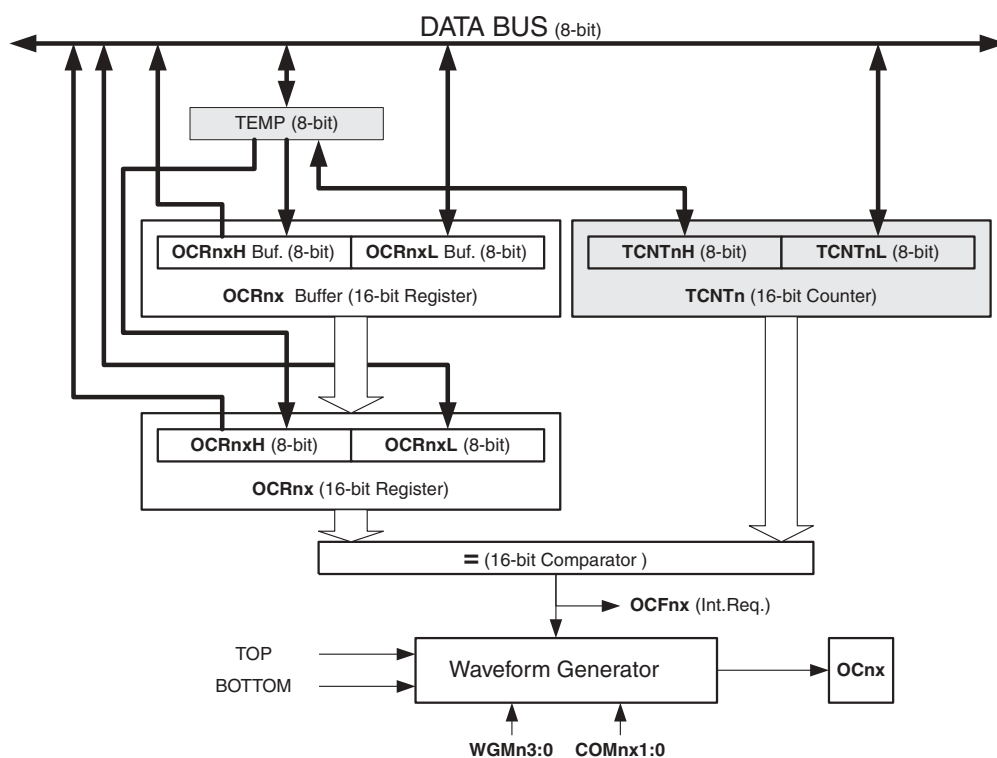 DATA BUS (8-bit)
TEMP (8-bit)
OCRnxH Buf. (8-bit) OCRnxL Buf. (8-bit)
OCRnx Buffer (16-bit Register)
TCNTnH (8-bit) TCNTnL (8-bit)
TCNTn (16-bit Counter)
OCRnxH (8-bit) OCRnxL (8-bit)
OCRnx (16-bit Register)
= (16-bit Comparator )
OCFnx (Int.Req.)
TOP
BOTTOM
Waveform Generator
OCnx
WGMn3:0 COMnx1:0